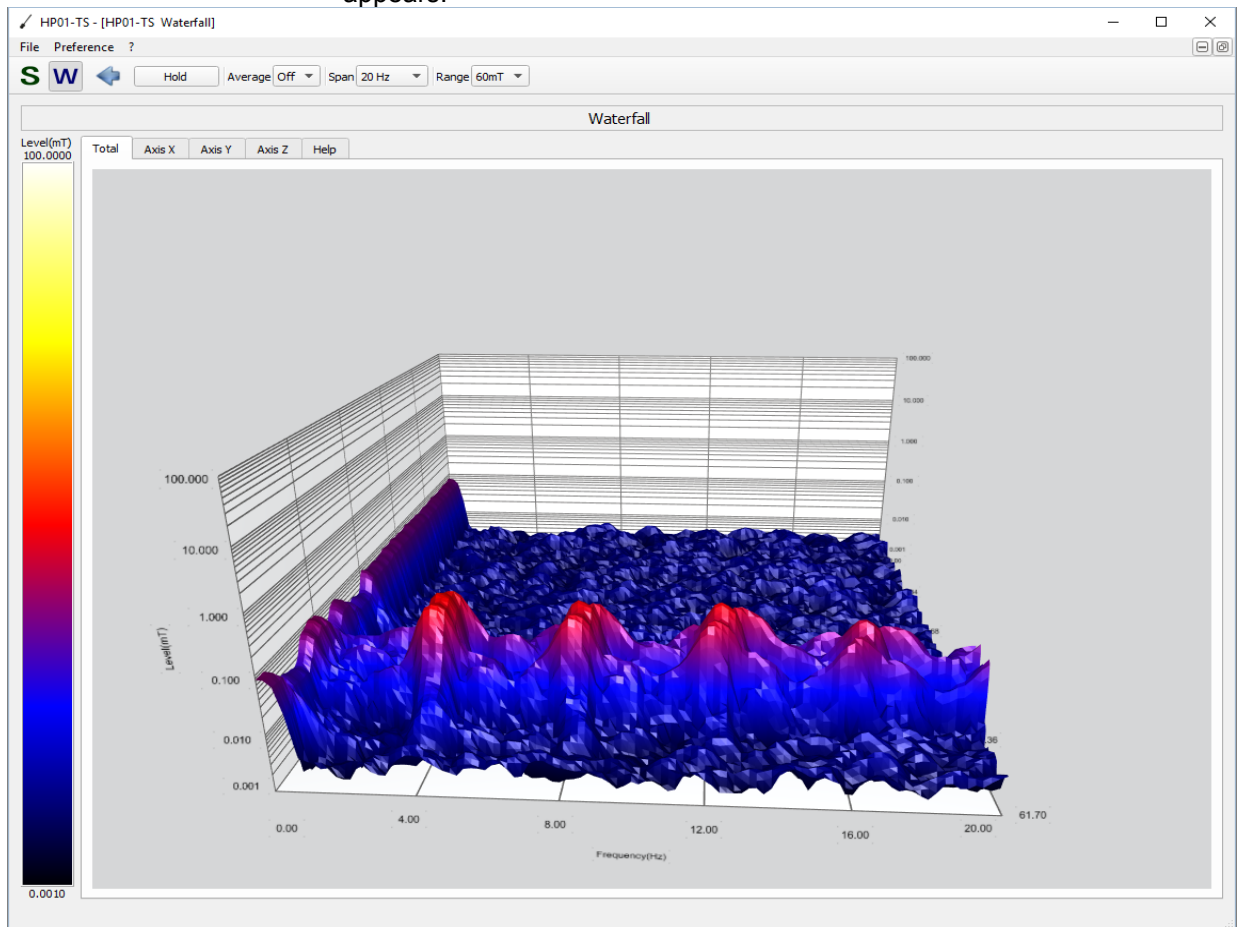 appears.
HP01-TS - [HP01-TS Waterfall]
File Preference ?
S W Hold Average Off Span 20 Hz Range 60mT
Waterfall
Level(mT)
100.0000
Total Axis X Axis Y Axis Z Help
100.000
10.000
1.000
0.100
0.010
0.001
100.000
10.000
1.000
0.100
0.010
0.001
Level(mT)
61.70
0.00 4.00 8.00 12.00 16.00 20.00
Frequency(Hz)
0.0010